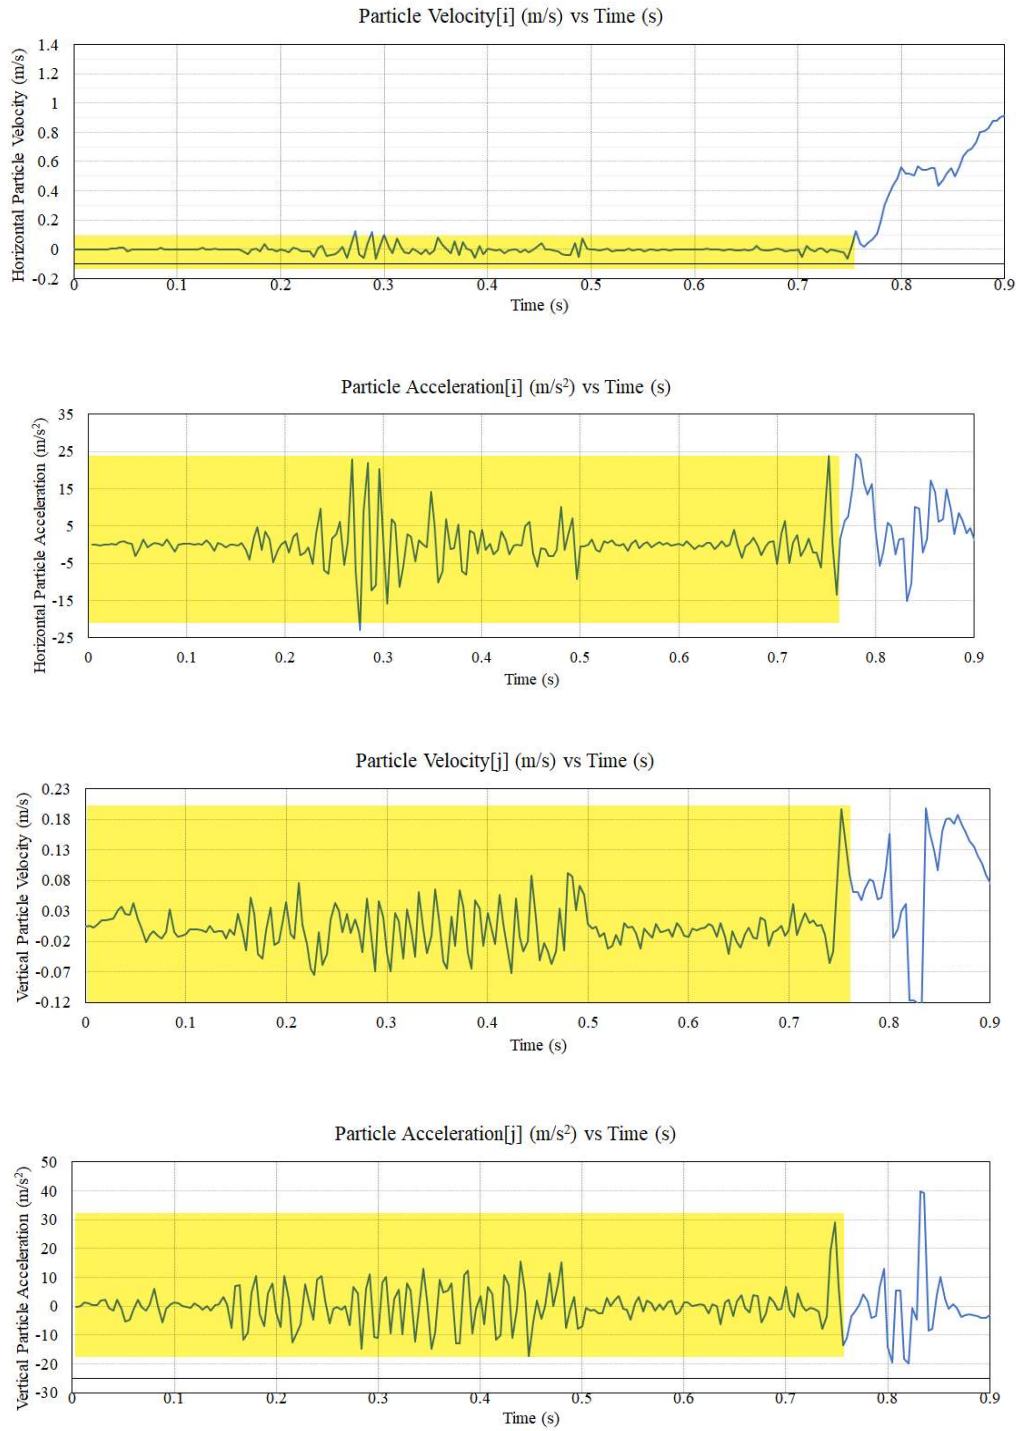 Particle Velocity[i] (m/s) vs Time (s)
Horizontal Particle Velocity (m/s)
1.4
1.2
1
0.8
0.6
0.4
0.2
0
-0.2
0 0.1 0.2 0.3 0.4 0.5 0.6 0.7 0.8 0.9
Time (s)
Particle Acceleration[i] (m/s²) vs Time (s)
Horizontal Particle Acceleration (m/s²)
35
25
15
5
-5
-15
-25
0 0.1 0.2 0.3 0.4 0.5 0.6 0.7 0.8 0.9
Time (s)
Particle Velocity[j] (m/s) vs Time (s)
Vertical Particle Velocity (m/s)
0.23
0.18
0.13
0.08
0.03
-0.02
-0.07
-0.12
0 0.1 0.2 0.3 0.4 0.5 0.6 0.7 0.8 0.9
Time (s)
Particle Acceleration[j] (m/s²) vs Time (s)
Vertical Particle Acceleration (m/s²)
50
40
30
20
10
0
-10
-20
-30
0 0.1 0.2 0.3 0.4 0.5 0.6 0.7 0.8 0.9
Time (s)